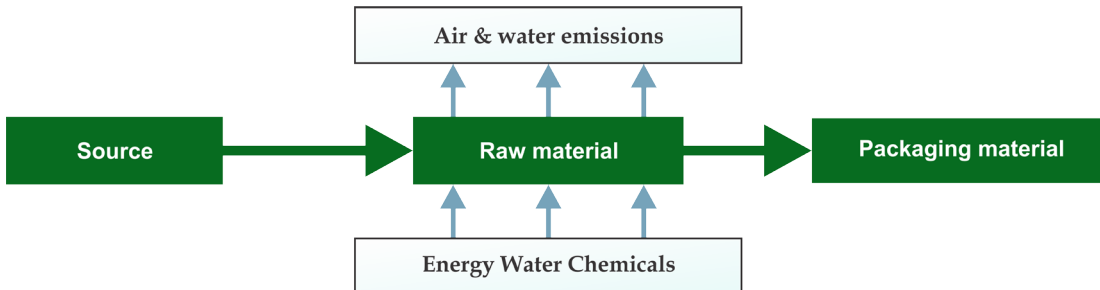 Air & water emissions
Source
Raw material
Packaging material
Energy Water Chemicals